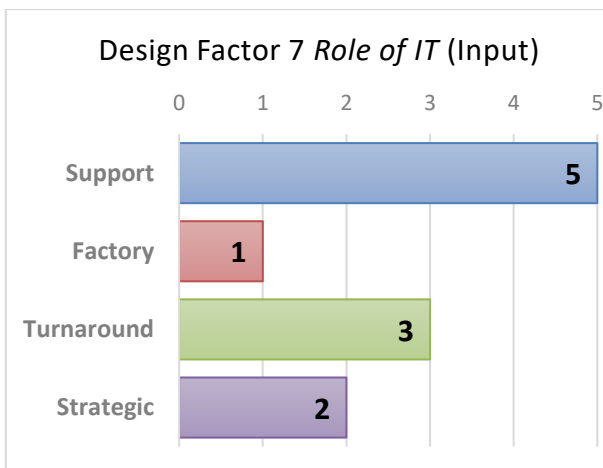 Design Factor 7 Role of IT (Input)
0 1 2 3 4 5
Support 5
Factory 1
Turnaround 3
Strategic 2